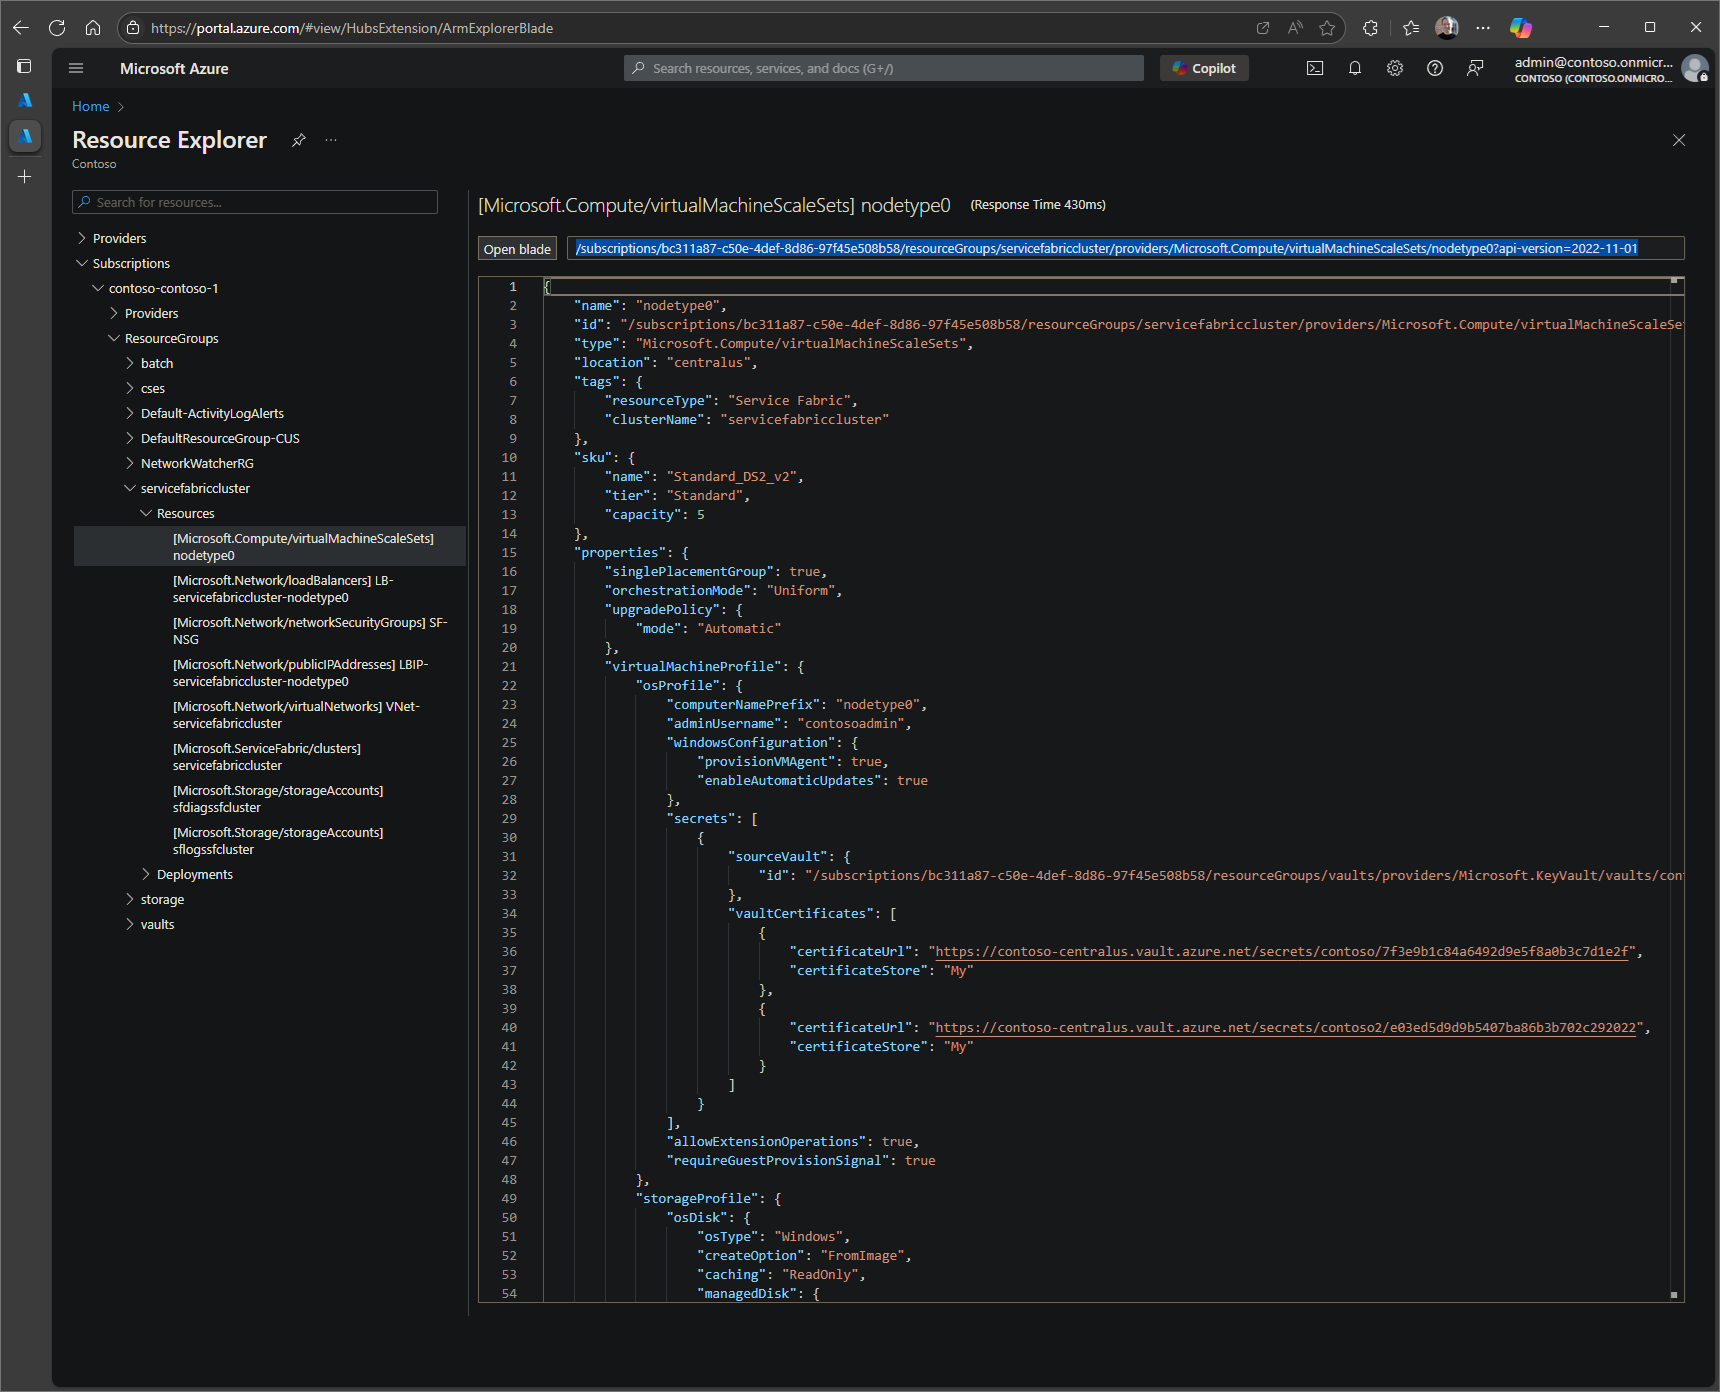 https://portal.azure.com/#view/HubsExtension/ArmExplorerBlade
Microsoft Azure
Search resources, services, and docs (G+/)
Copilot
admin@contoso.onmicr...
CONTOSO (CONTOSO.ONMICRO...
Home
Resource Explorer
...
Contoso
Search for resources...
Providers
Subscriptions
contoso-contoso-1
Providers
ResourceGroups
batch
cses
Default-ActivityLogAlerts
DefaultResourceGroup-CUS
NetworkWatcherRG
servicefabriccluster
Resources
[Microsoft.Compute/virtualMachineScaleSets]
nodetype0
[Microsoft.Network/loadBalancers] LB-
servicefabriccluster-nodetype0
[Microsoft.Network/networkSecurityGroups] SF-
NSG
[Microsoft.Network/publicIPAddresses] LBIP-
servicefabriccluster-nodetype0
[Microsoft.Network/virtualNetworks] VNet-
servicefabriccluster
[Microsoft.ServiceFabric/clusters]
servicefabriccluster
[Microsoft.Storage/storageAccounts]
sfdiagssfcluster
[Microsoft.Storage/storageAccounts]
sflogssfcluster
Deployments
storage
vaults
[Microsoft.Compute/virtualMachineScaleSets] nodetype0 (Response Time 430ms)
Open blade
/subscriptions/bc311a87-c50e-4def-8d86-97f45e508b58/resourceGroups/servicefabriccluster/providers/Microsoft.Compute/virtualMachineScaleSets/nodetype0?api-version=2022-11-01
1 {
2 "name": "nodetype0",
3 "id": "/subscriptions/bc311a87-c50e-4def-8d86-97f45e508b58/resourceGroups/servicefabriccluster/providers/Microsoft.Compute/virtualMachineScaleSe
4 "type": "Microsoft.Compute/virtualMachineScaleSets",
5 "location": "centralus",
6 "tags": {
7 "resourceType": "Service Fabric",
8 "clusterName": "servicefabriccluster"
9 },
10 "sku": {
11 "name": "Standard_DS2_v2",
12 "tier": "Standard",
13 "capacity": 5
14 },
15 "properties": {
16 "singlePlacementGroup": true,
17 "orchestrationMode": "Uniform",
18 "upgradePolicy": {
19 "mode": "Automatic"
20 },
21 "virtualMachineProfile": {
22 "osProfile": {
23 "computerNamePrefix": "nodetype0",
24 "adminUsername": "contosoadmin",
25 "windowsConfiguration": {
26 "provisionVMAgent": true,
27 "enableAutomaticUpdates": true
28 },
29 "secrets": [
30 {
31 "sourceVault": {
32 "id": "/subscriptions/bc311a87-c50e-4def-8d86-97f45e508b58/resourceGroups/vaults/providers/Microsoft.KeyVault/vaults/con
33 },
34 "vaultCertificates": [
35 {
36 "certificateUrl": "https://contoso-centralus.vault.azure.net/secrets/contoso/7f3e9b1c84a6492d9e5f8a0b3c7d1e2f",
37 "certificateStore": "My"
38 },
39 {
40 "certificateUrl": "https://contoso-centralus.vault.azure.net/secrets/contoso2/e03ed5d9d9b5407ba86b3b702c292022",
41 "certificateStore": "My"
42 }
43 ]
44 }
45 ],
46 "allowExtensionOperations": true,
47 "requireGuestProvisionSignal": true
48 },
49 "storageProfile": {
50 "osDisk": {
51 "osType": "Windows",
52 "createOption": "FromImage",
53 "caching": "ReadOnly",
54 "managedDisk": {